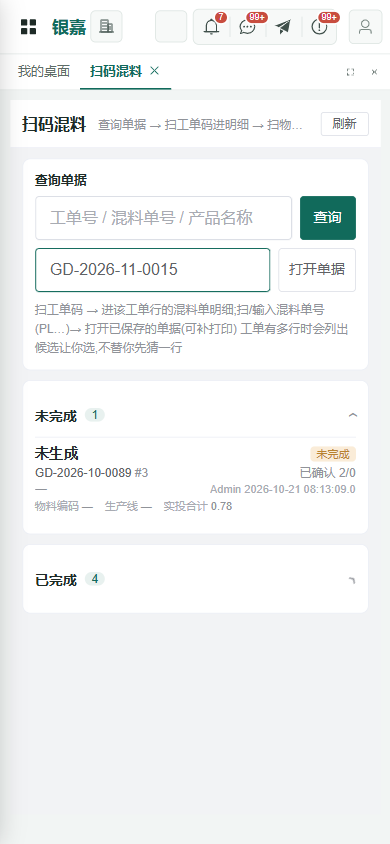 银嘉
7
99+
99+
我的桌面 扫码混料
扫码混料 查询单据 → 扫工单码进明细 → 扫物... 刷新
查询单据
工单号 / 混料单号 / 产品名称 查询
GD-2026-11-0015 打开单据
扫工单码 → 进该工单行的混料单明细;扫/输入混料单号
(PL...)→ 打开已保存的单据(可补打印) 工单有多行时会列出
候选让你选,不替你先猜一行
未完成 1
未生成 未完成
GD-2026-10-0089 #3 已确认 2/0
— Admin 2026-10-21 08:13:09.0
物料编码 — 生产线 — 实投合计 0.78
已完成 4